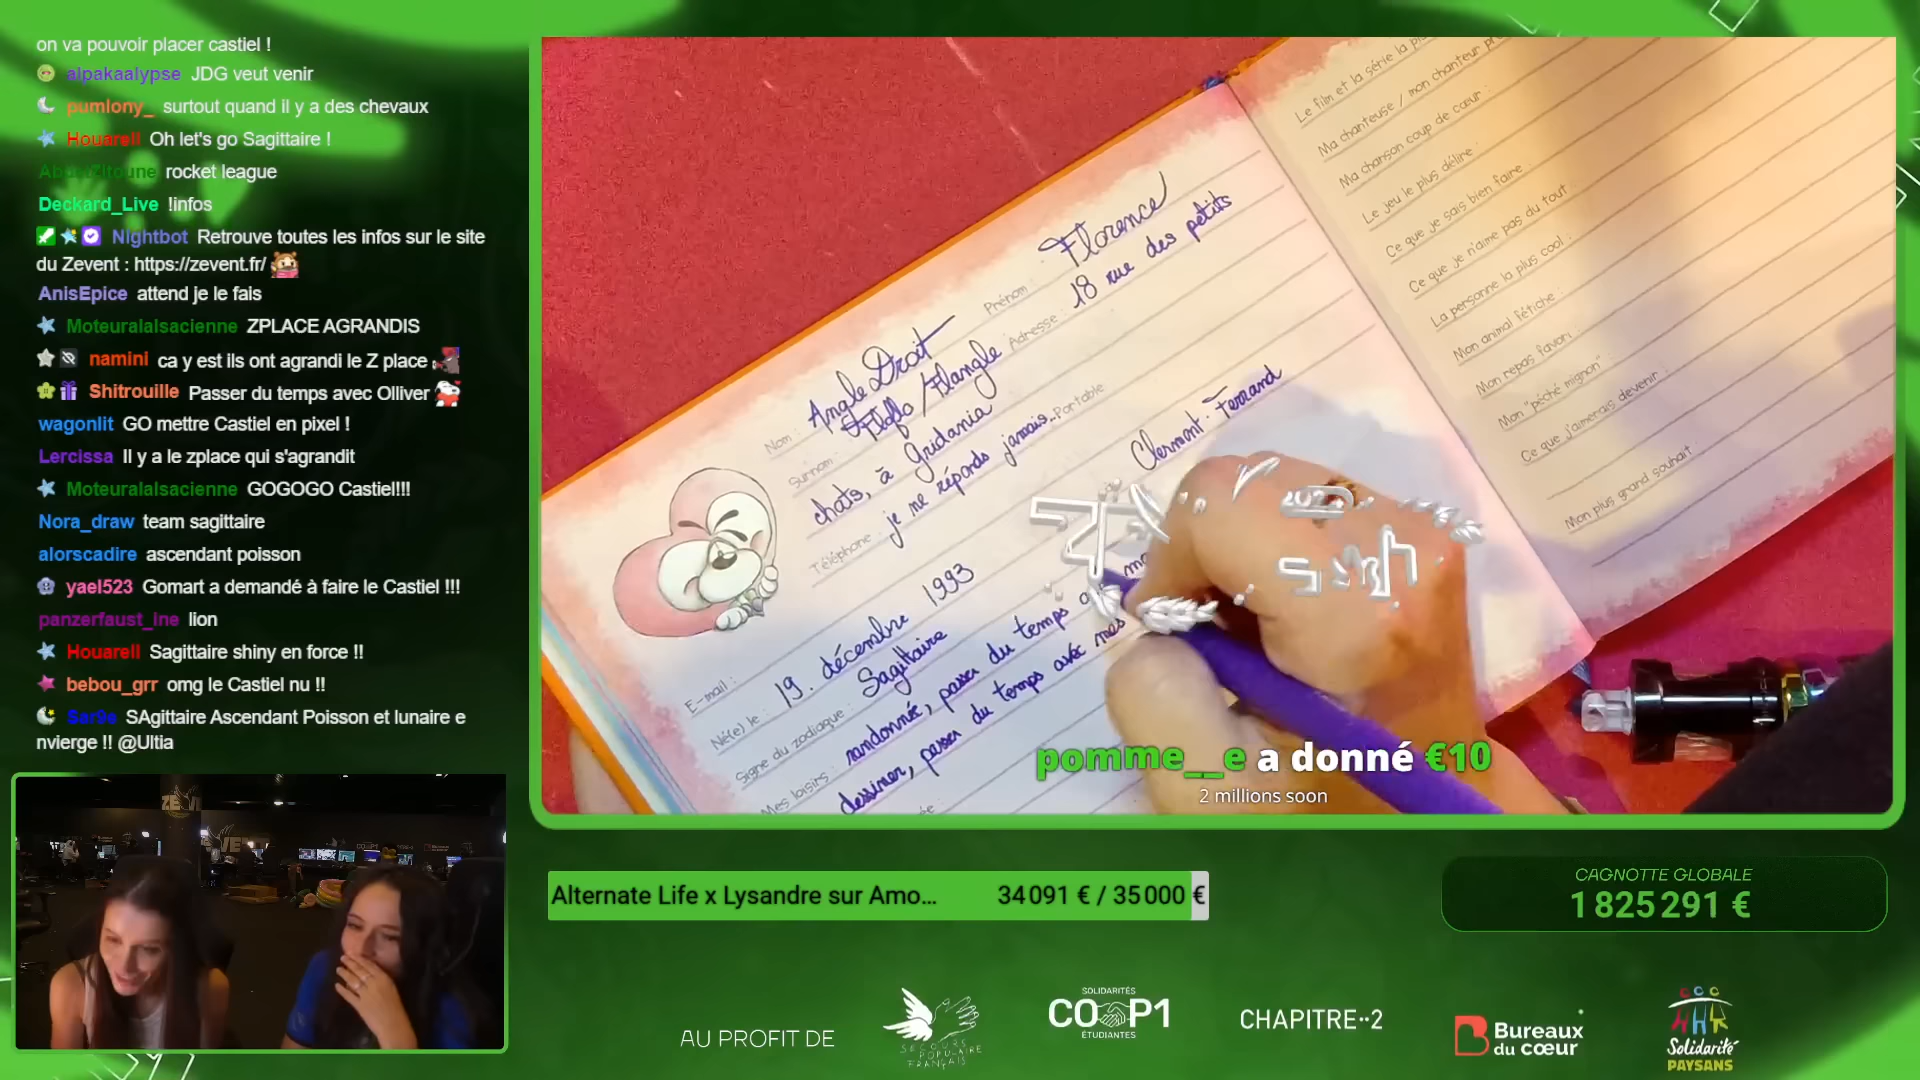 on va pouvoir placer castiel !
alpakaalypse JDG veut venir
pumlony_ surtout quand il y a des chevaux
Houarell Oh let's go Sagittaire !
rocket league
Deckard_Live !infos
Nightbot Retrouve toutes les infos sur le site
du Zevent : https://zevent.fr/
AnisEpice attend je le fais
Moteuralalsacienne ZPLACE AGRANDIS
namini ca y est ils ont agrandi le Z place
Shitrouille Passer du temps avec Olliver
wagonlit GO mettre Castiel en pixel !
Lercissa Il y a le zplace qui s'agrandit
Moteuralalsacienne GOGOGO Castiel!!!
Nora_draw team sagittaire
alorscadire ascendant poisson
yael523 Gomart a demandé à faire le Castiel !!!
panzerfaust_ine lion
Houarell Sagittaire shiny en force !!
bebou_grr omg le Castiel nu !!
SAgittaire Ascendant Poisson et lunaire e
nvierge !! @Ultia
Nom : Angle Droit
Prénom : Florence
Surnom : Floflo / Flangle
Adresse : 18 rue des petits
chats, à Gridania
Téléphone : je ne réponds jamais.. Portable
Clermont-Ferrand
E-mail :
Né(e) le : 19 décembre 1993
Signe du zodiaque : Sagittaire
Mes loisirs : randonnée, passer du temps
dessiner, passer du temps avec mes
Le film et la série la
Ma chanteuse / mon chanteur
Ma chanson coup de cœur :
Le jeu le plus délire :
Ce que je sais bien faire :
Ce que je n'aime pas du tout
La personne la plus cool :
Mon animal fétiche :
Mon repas favori :
Mon "péché mignon"
Ce que j'aimerais devenir :
Mon plus grand souhait :
pomme__e a donné €10
2 millions soon
Alternate Life x Lysandre sur Amo... 34 091 € / 35 000 €
CAGNOTTE GLOBALE
1 825 291 €
AU PROFIT DE
SECOURS
POPULAIRE
FRANÇAIS
SOLIDARITÉS
CO P1
ÉTUDIANTES
CHAPITRE··2
Bureaux
du cœur
Solidarité
PAYSANS